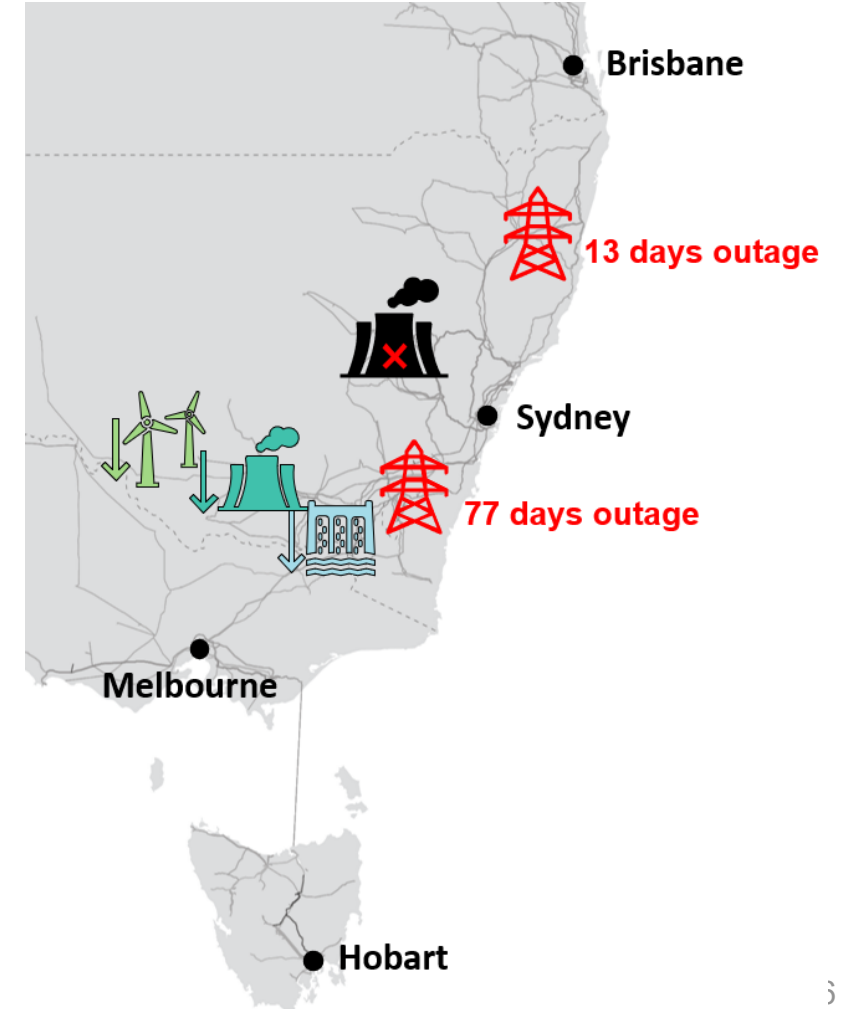 Brisbane
13 days outage
Sydney
77 days outage
Melbourne
Hobart